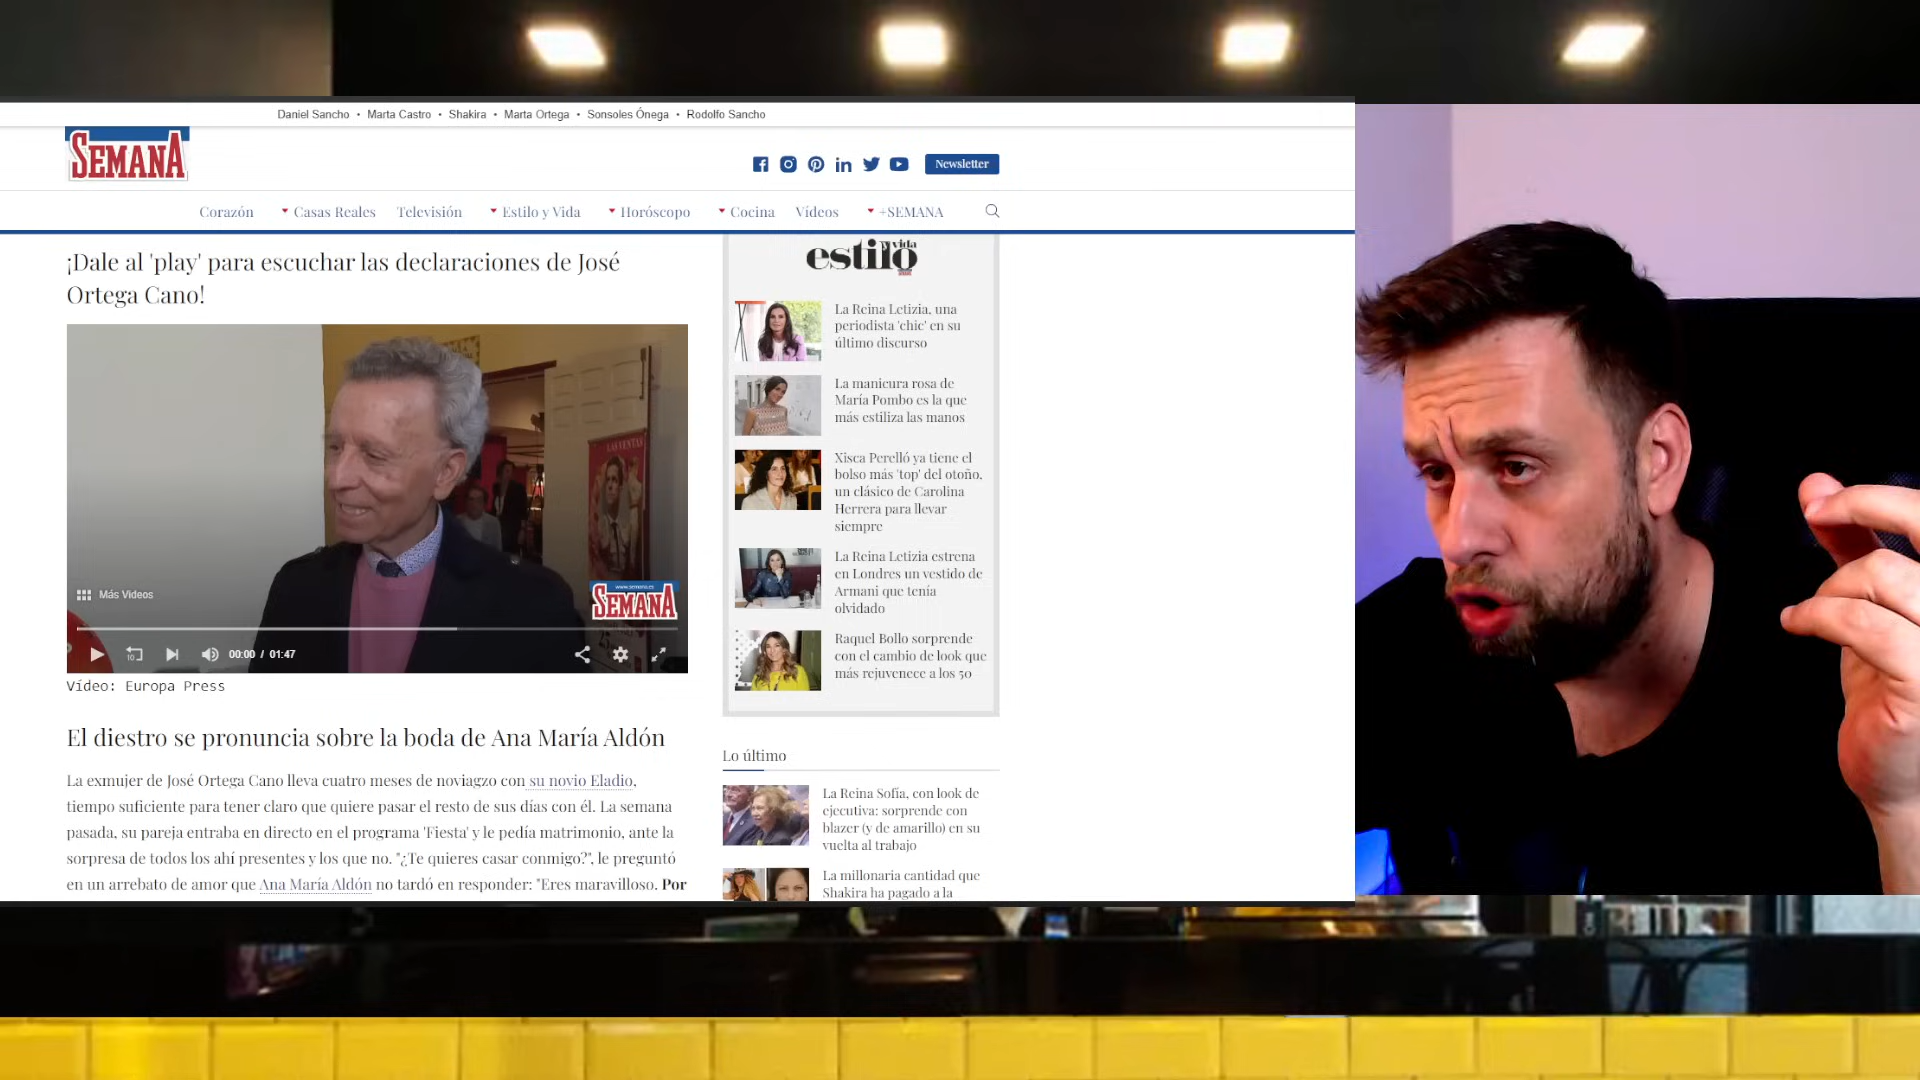 Daniel Sancho • Marta Castro • Shakira • Marta Ortega • Sonsoles Ónega • Rodolfo Sancho
SEMANA
Newsletter
Corazón Casas Reales Televisión Estilo y Vida Horóscopo Cocina Vídeos +SEMANA
¡Dale al 'play' para escuchar las declaraciones de José
Ortega Cano!
LAS VENTAS
Más Videos
www.semana.es
SEMANA
10
00:00 / 01:47
Vídeo: Europa Press
El diestro se pronuncia sobre la boda de Ana María Aldón
La exmujer de José Ortega Cano lleva cuatro meses de noviagzo con su novio Eladio,
tiempo suficiente para tener claro que quiere pasar el resto de sus días con él. La semana
pasada, su pareja entraba en directo en el programa 'Fiesta' y le pedía matrimonio, ante la
sorpresa de todos los ahí presentes y los que no. "¿Te quieres casar conmigo?", le preguntó
en un arrebato de amor que Ana María Aldón no tardó en responder: "Eres maravilloso. Por
estilo
y vida
La Reina Letizia, una
periodista 'chic' en su
último discurso
La manicura rosa de
María Pombo es la que
más estiliza las manos
Xisca Perelló ya tiene el
bolso más 'top' del otoño,
un clásico de Carolina
Herrera para llevar
siempre
La Reina Letizia estrena
en Londres un vestido de
Armani que tenía
olvidado
Raquel Bollo sorprende
con el cambio de look que
más rejuvenece a los 50
Lo último
La Reina Sofía, con look de
ejecutiva: sorprende con
blazer (y de amarillo) en su
vuelta al trabajo
La millonaria cantidad que
Shakira ha pagado a la